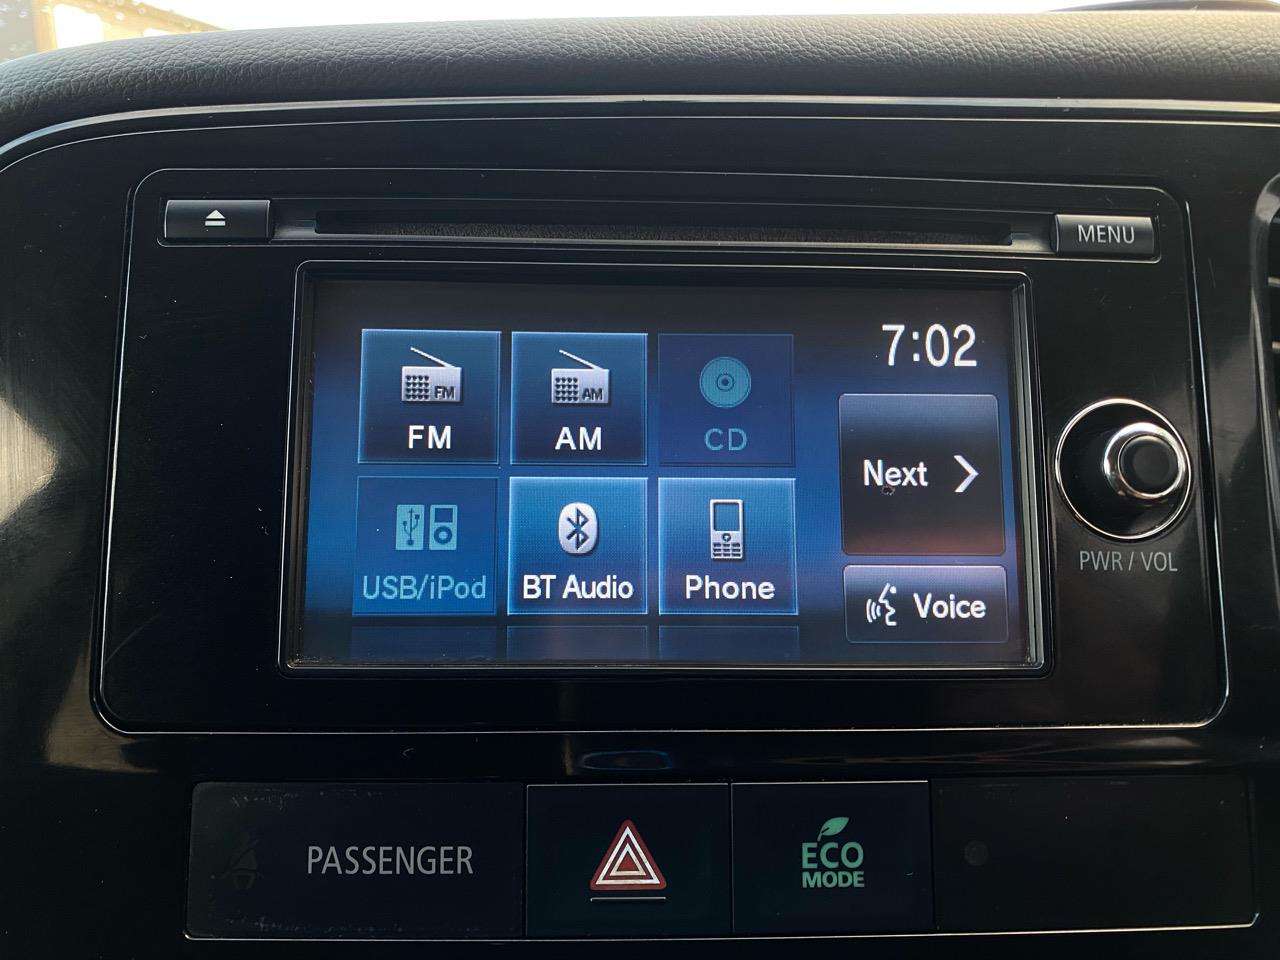 MENU
7:02
FM
FM
AM
AM
CD
Next
USB/iPod
BT Audio
Phone
Voice
PWR / VOL
PASSENGER
ECO
MODE